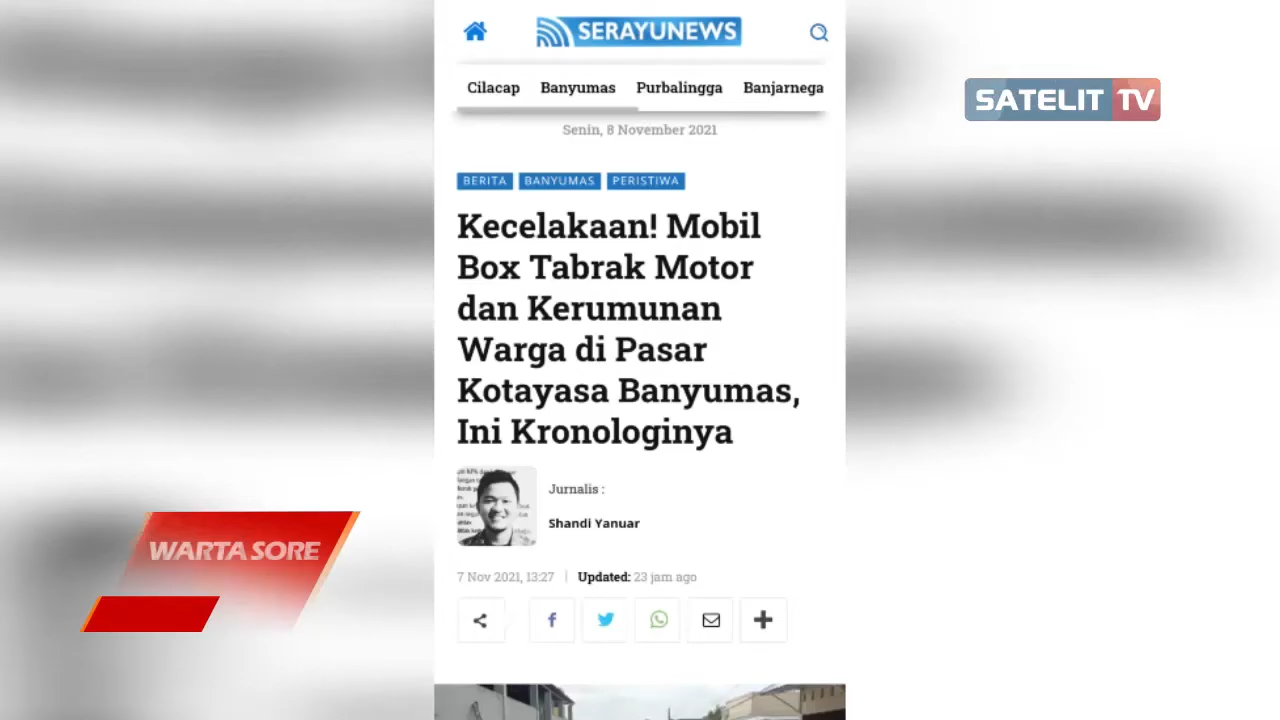 SERAYUNEWS
SATELIT TV
Cilacap Banyumas Purbalingga Banjarnega
Senin, 8 November 2021
BERITA BANYUMAS PERISTIWA
Kecelakaan! Mobil
Box Tabrak Motor
dan Kerumunan
Warga di Pasar
Kotayasa Banyumas,
Ini Kronologinya
Jurnalis :
Shandi Yanuar
WARTA SORE
7 Nov 2021, 13:27 | Updated: 23 jam ago